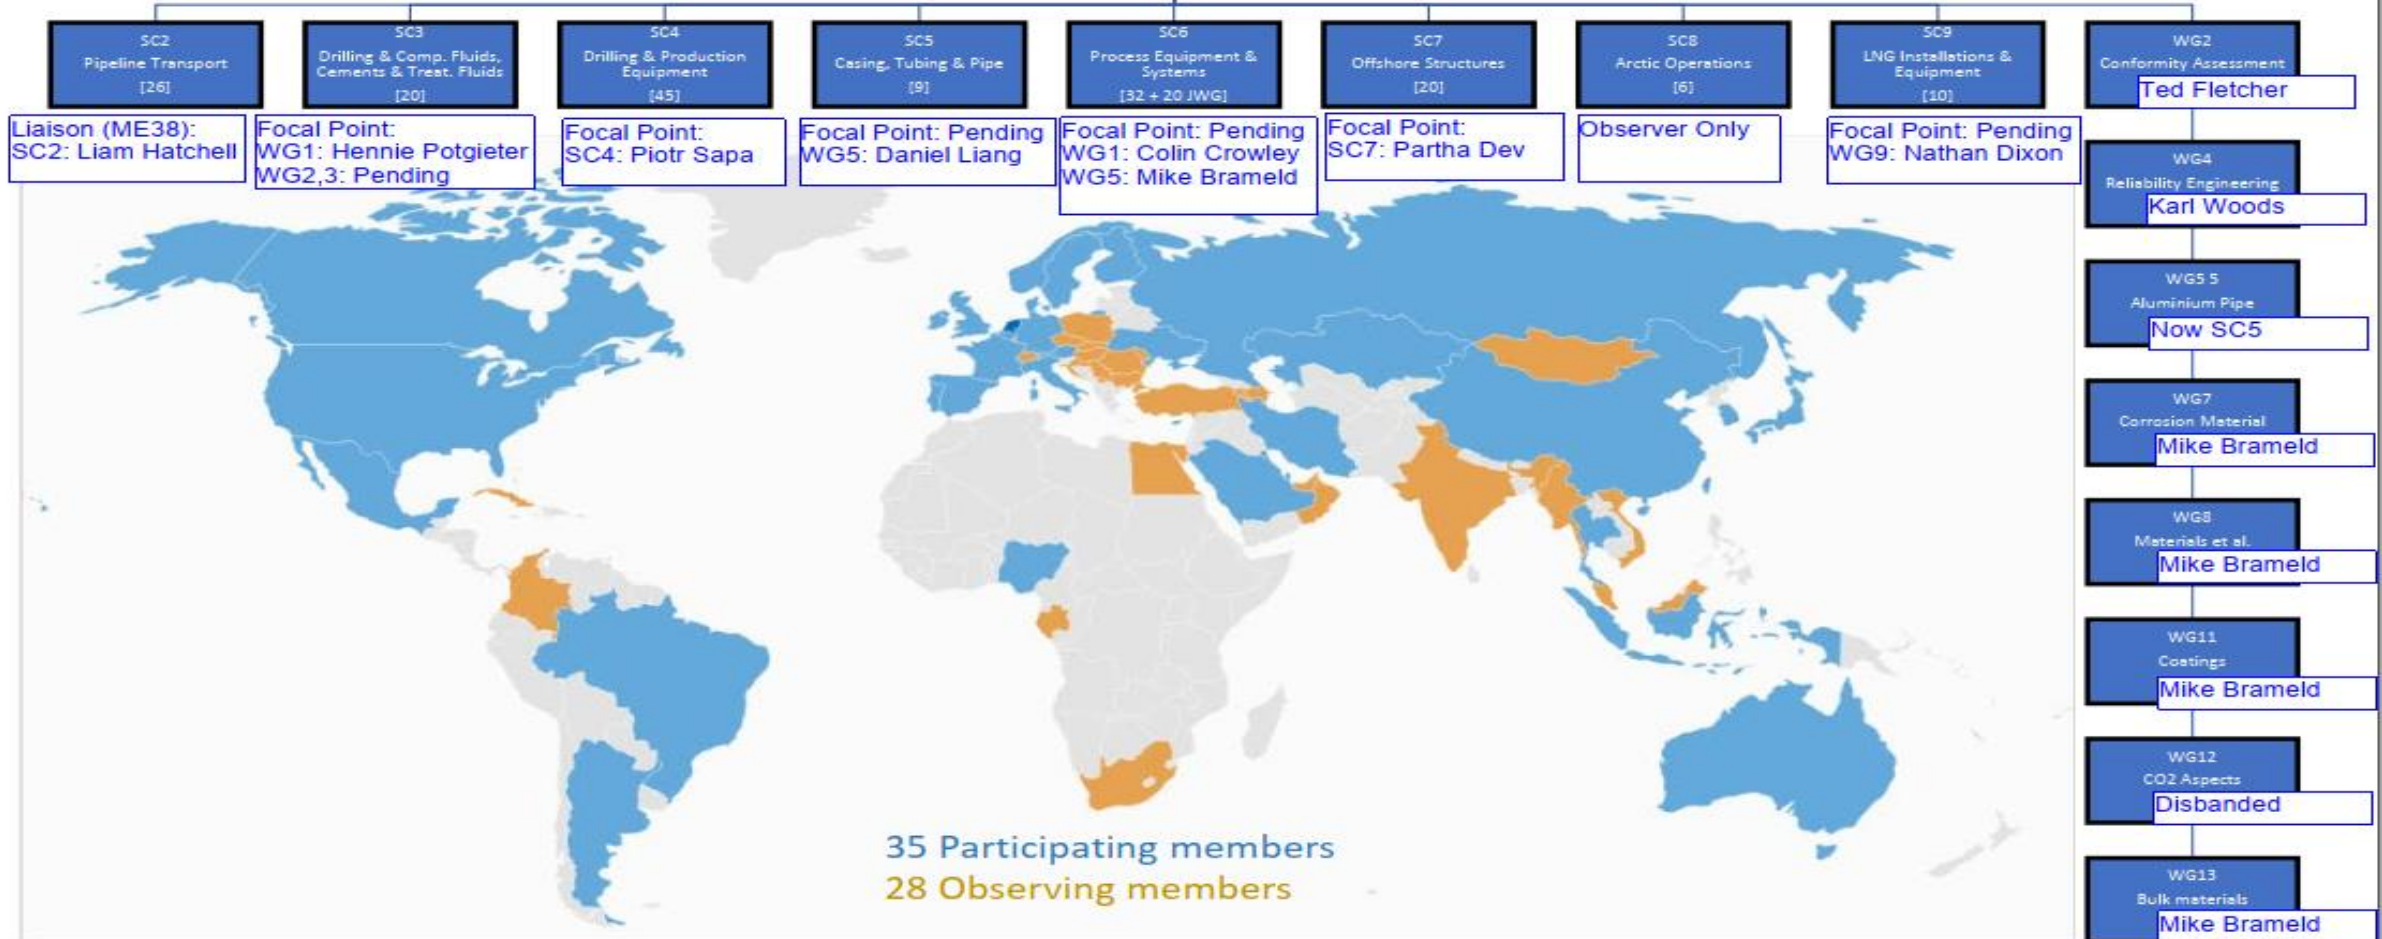 SC2
Pipeline Transport
[26]
SC3
Drilling & Comp. Fluids,
Cements & Treat. Fluids
[20]
SC4
Drilling & Production
Equipment
[45]
SC5
Casing, Tubing & Pipe
[9]
SC6
Process Equipment &
Systems
[32 + 20 JWG]
SC7
Offshore Structures
[20]
SC8
Arctic Operations
[6]
SC9
LNG Installations &
Equipment
[10]
Liaison (ME38):
SC2: Liam Hatchell
Focal Point:
WG1: Hennie Potgieter
WG2,3: Pending
Focal Point:
SC4: Piotr Sapa
Focal Point: Pending
WG5: Daniel Liang
Focal Point: Pending
WG1: Colin Crowley
WG5: Mike Brameld
Focal Point:
SC7: Partha Dev
Observer Only
Focal Point: Pending
WG9: Nathan Dixon
WG2
Conformity Assessment
Ted Fletcher
WG4
Reliability Engineering
Karl Woods
WG5 5
Aluminium Pipe
Now SC5
WG7
Corrosion Material
Mike Brameld
WG8
Materials et al.
Mike Brameld
WG11
Coatings
Mike Brameld
WG12
CO2 Aspects
Disbanded
WG13
Bulk materials
Mike Brameld
35 Participating members
28 Observing members